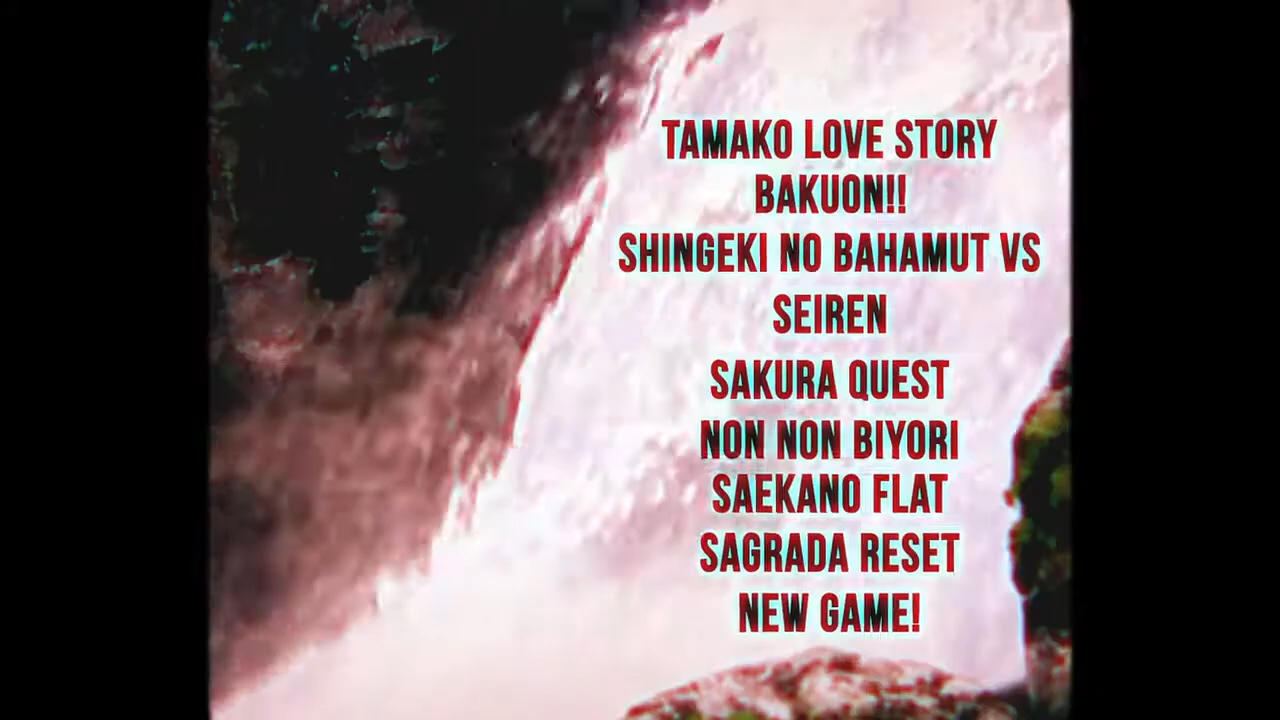 TAMAKO LOVE STORY
BAKUON!!
SHINGEKI NO BAHAMUT VS
SEIREN
SAKURA QUEST
NON NON BIYORI
SAEKANO FLAT
SAGRADA RESET
NEW GAME!